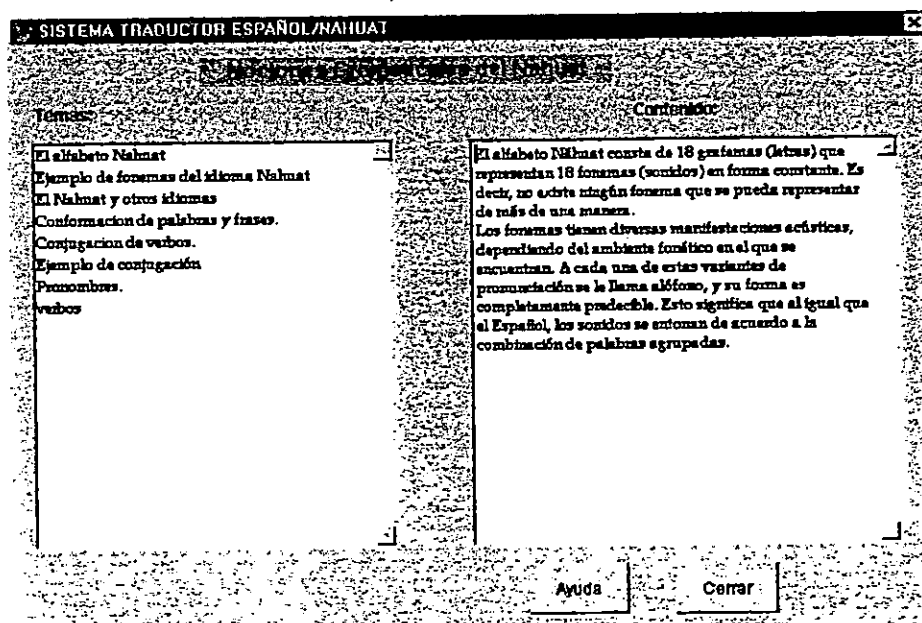 SISTEMA TRADUCTOR ESPAÑOL/NAHUAT
del Nahuat
Temas:
El alfabeto Nahuat
Ejemplo de fonemas del idioma Nahuat
El Nahuat y otros idiomas
Conformacion de palabras y frases.
Conjugacion de verbos.
Ejemplo de conjugación
Pronombres.
verbos
Contenido:
El alfabeto Náhuat consta de 18 grafemas (letras) que
representan 18 fonemas (sonidos) en forma constante. Es
decir, no existe ningún fonema que se pueda representar
de más de una manera.
Los fonemas tienen diversas manifestaciones acústicas,
dependiendo del ambiente fonético en el que se
encuentran. A cada una de estas variantes de
pronunciación se le llama alófono, y su forma es
completamente predecible. Esto significa que al igual que
el Español, los sonidos se entonan de acuerdo a la
combinación de palabras agrupadas.
Ayuda
Cerrar